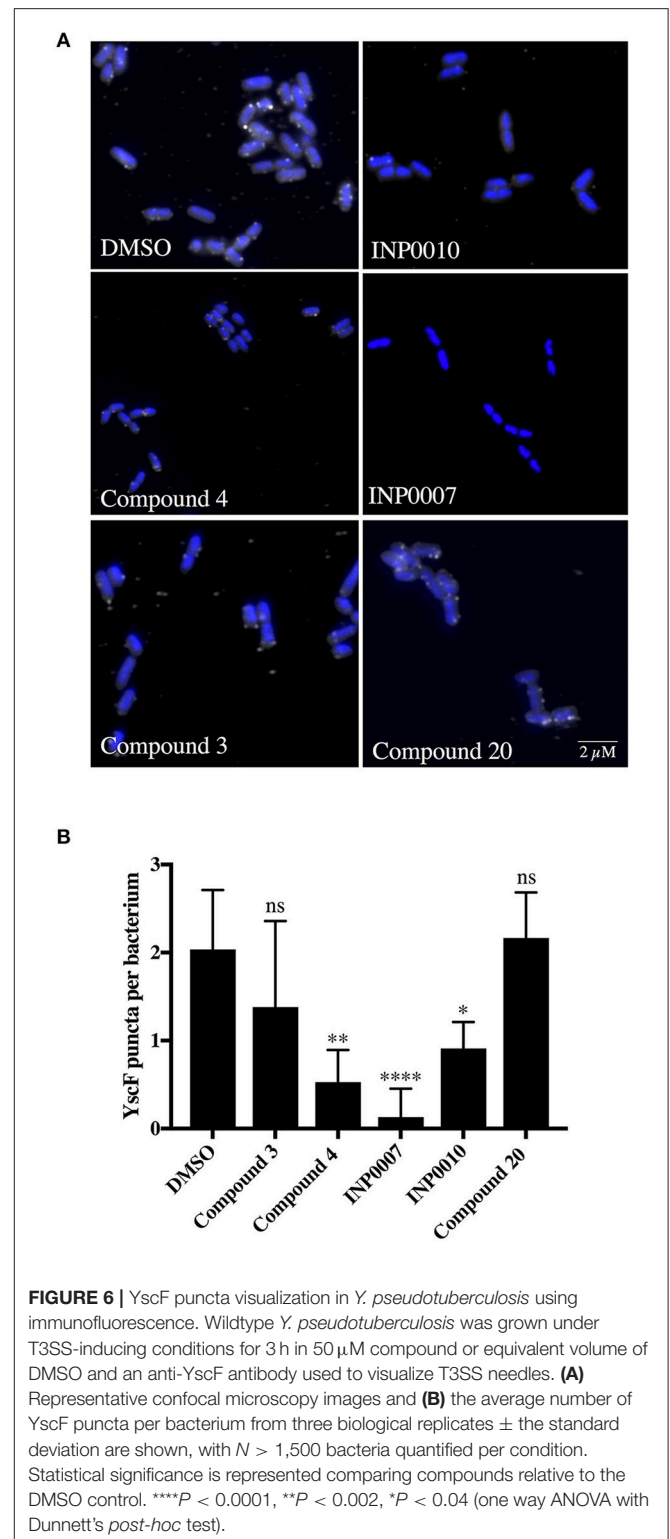 A
DMSO
INP0010
Compound 4
INP0007
Compound 3
Compound 20
2 μM
B
YscF puncta per bacterium
3
2
1
0
ns
**
****
*
ns
DMSO
Compound 3
Compound 4
INP0007
INP0010
Compound 20
FIGURE 6 | YscF puncta visualization in Y. pseudotuberculosis using
immunofluorescence. Wildtype Y. pseudotuberculosis was grown under
T3SS-inducing conditions for 3 h in 50 μM compound or equivalent volume of
DMSO and an anti-YscF antibody used to visualize T3SS needles. (A)
Representative confocal microscopy images and (B) the average number of
YscF puncta per bacterium from three biological replicates ± the standard
deviation are shown, with N > 1,500 bacteria quantified per condition.
Statistical significance is represented comparing compounds relative to the
DMSO control. ****P < 0.0001, **P < 0.002, *P < 0.04 (one way ANOVA with
Dunnett's post-hoc test).